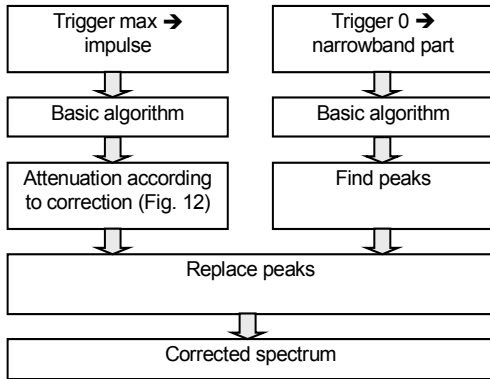 Trigger max ➔
impulse
Trigger 0 ➔
narrowband part
Basic algorithm
Basic algorithm
Attenuation according
to correction (Fig. 12)
Find peaks
Replace peaks
Corrected spectrum